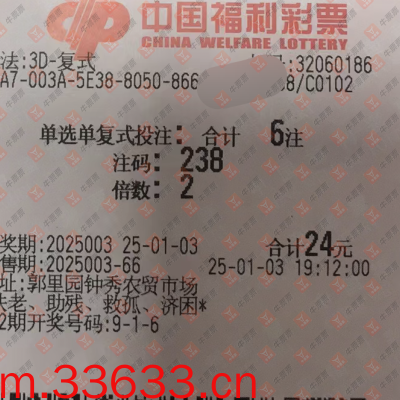 中国福利彩票
CHINA WELFARE LOTTERY
法:3D-复式
:32060186
A7-003A-5E38-8050-866
8/C0102
单选单复式投注: 合计 6注
注码: 238
倍数: 2
奖期:2025003 25-01-03 合计24元
售期:2025003-66 25-01-03 19:12:00
址:郭里园钟秀农贸市场
扶老、助残、救孤、济困*
2期开奖号码:9-1-6
m.33633.cn